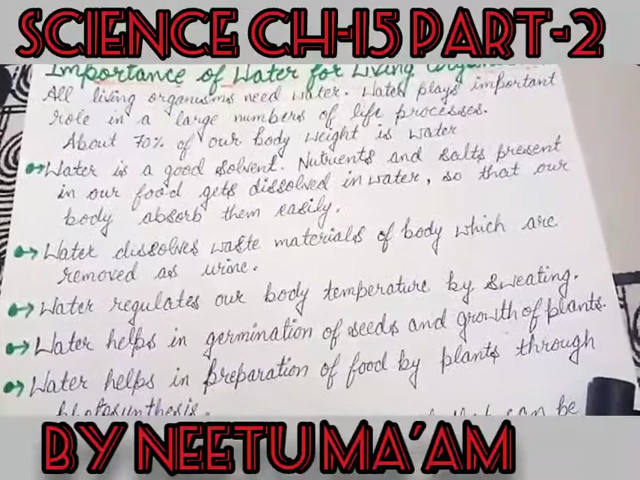 SCIENCE CH-15 PART-2
Importance of Water for Living
All living organisms need water. Water plays important
role in a large numbers of life processes.
About 70% of our body weight is water
Water is a good solvent. Nutrients and salts present
in our food gets dissolved in water, so that our
body absorb them easily.
Water dissolves waste materials of body which are
removed as urine.
Water regulates our body temperature by sweating.
Water helps in germination of seeds and growth of plants.
Water helps in preparation of food by plants through
Photosynthesis.
that can be
BY NEETU MA'AM